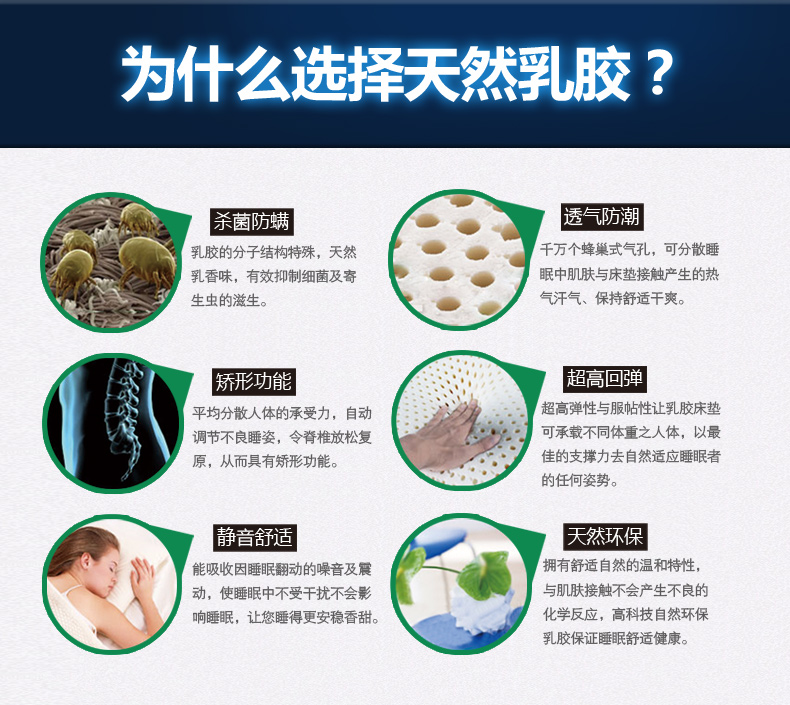 为什么选择天然乳胶？
杀菌防螨
乳胶的分子结构特殊，天然
乳香味，有效抑制细菌及寄
生虫的滋生。
透气防潮
千万个蜂巢式气孔，可分散睡
眠中肌肤与床垫接触产生的热
气汗气、保持舒适干爽。
矫形功能
平均分散人体的承受力，自动
调节不良睡姿，令脊椎放松复
原，从而具有矫形功能。
超高回弹
超高弹性与服帖性让乳胶床垫
可承载不同体重之人体，以最
佳的支撑力去自然适应睡眠者
的任何姿势。
静音舒适
能吸收因睡眠翻动的噪音及震
动，使睡眠中不受干扰不会影
响睡眠，让您睡得更安稳香甜。
天然环保
拥有舒适自然的温和特性，
与肌肤接触不会产生不良的
化学反应，高科技自然环保
乳胶保证睡眠舒适健康。